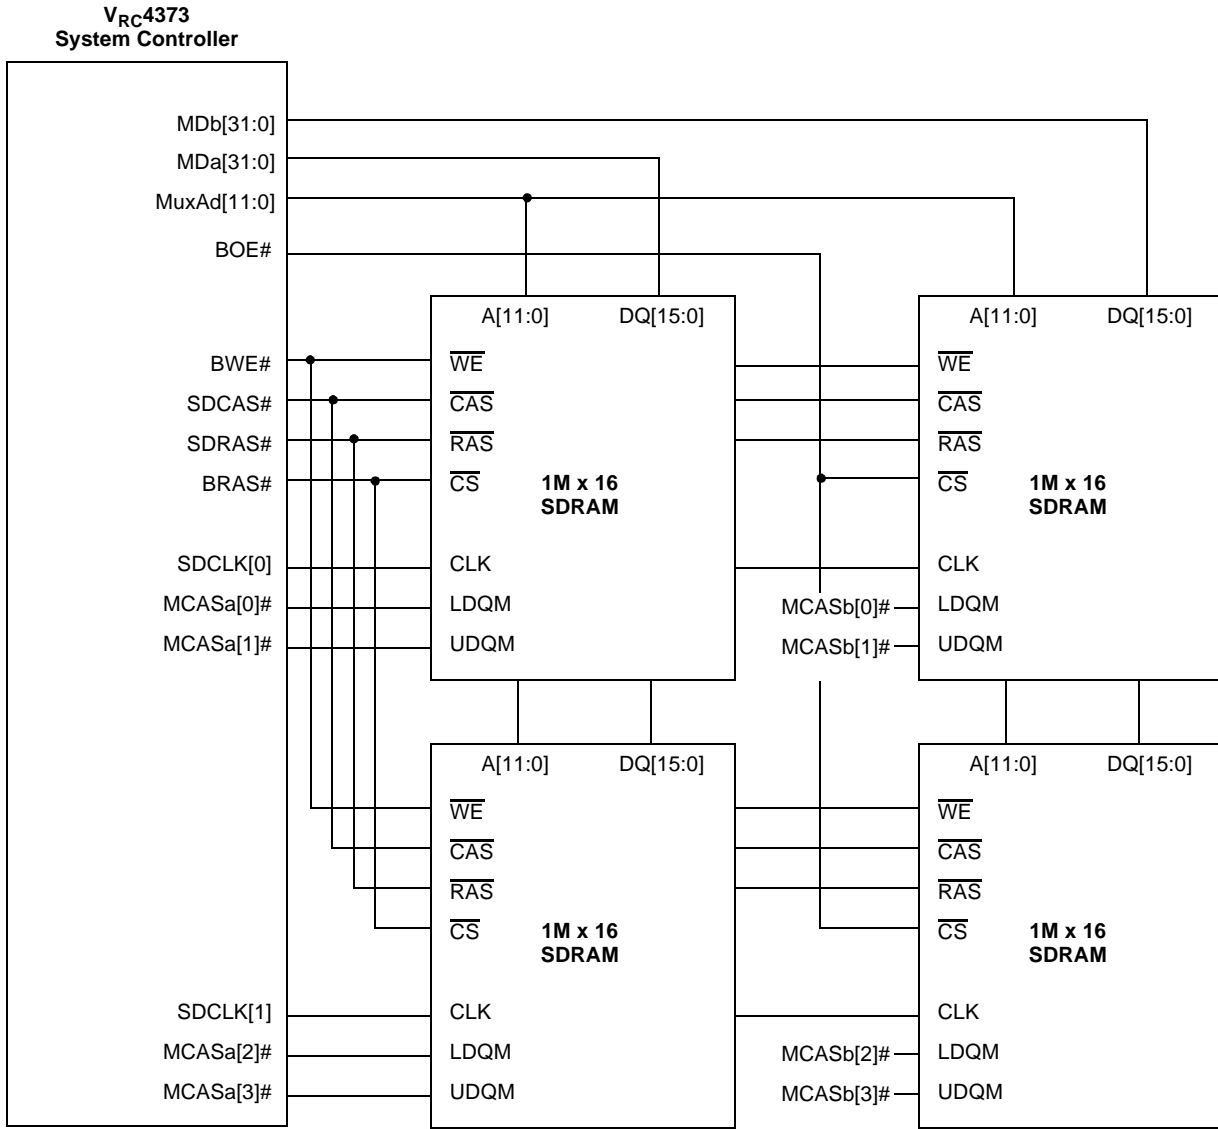 VRC4373
System Controller
MDb[31:0]
MDa[31:0]
MuxAd[11:0]
BOE#
A[11:0] DQ[15:0] A[11:0] DQ[15:0]
BWE# WE WE
SDCAS# CAS CAS
SDRAS# RAS RAS
BRAS# CS 1M x 16 CS 1M x 16
SDRAM SDRAM
SDCLK[0] CLK CLK
MCASa[0]# LDQM MCASb[0]# LDQM
MCASa[1]# UDQM MCASb[1]# UDQM
A[11:0] DQ[15:0] A[11:0] DQ[15:0]
WE WE
CAS CAS
RAS RAS
CS 1M x 16 CS 1M x 16
SDRAM SDRAM
SDCLK[1] CLK CLK
MCASa[2]# LDQM MCASb[2]# LDQM
MCASa[3]# UDQM MCASb[3]# UDQM